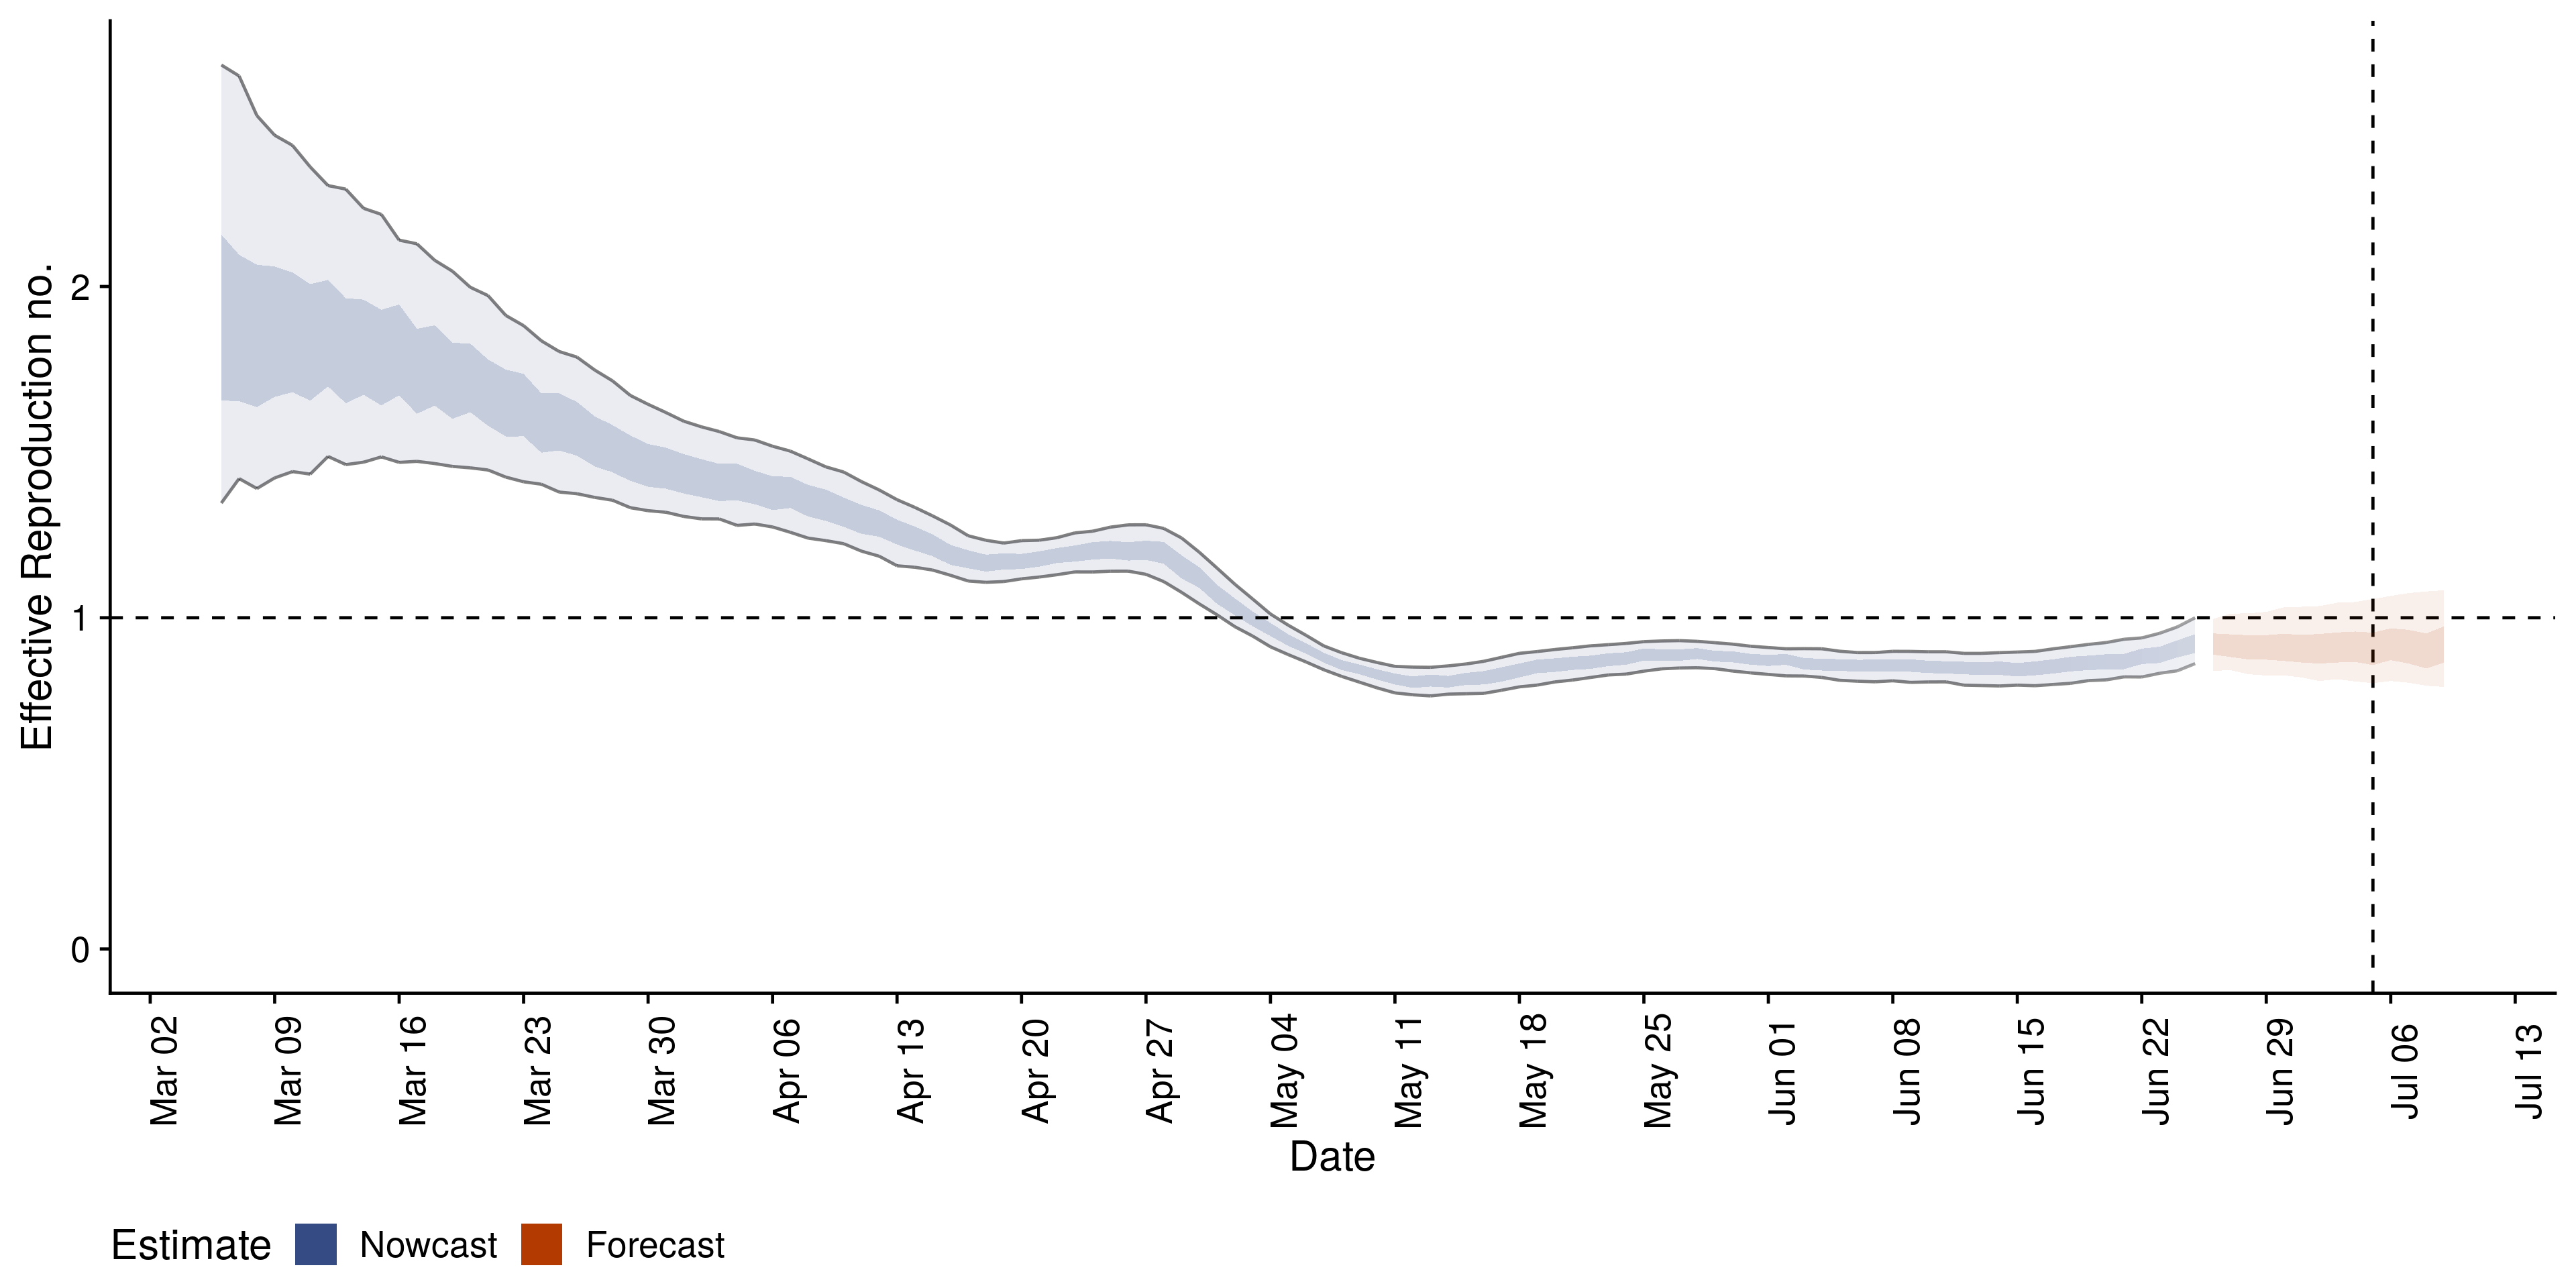 Effective Reproduction no.
2
1
0
Mar 02
Mar 09
Mar 16
Mar 23
Mar 30
Apr 06
Apr 13
Apr 20
Apr 27
May 04
May 11
May 18
May 25
Jun 01
Jun 08
Jun 15
Jun 22
Jun 29
Jul 06
Jul 13
Date
Estimate Nowcast Forecast